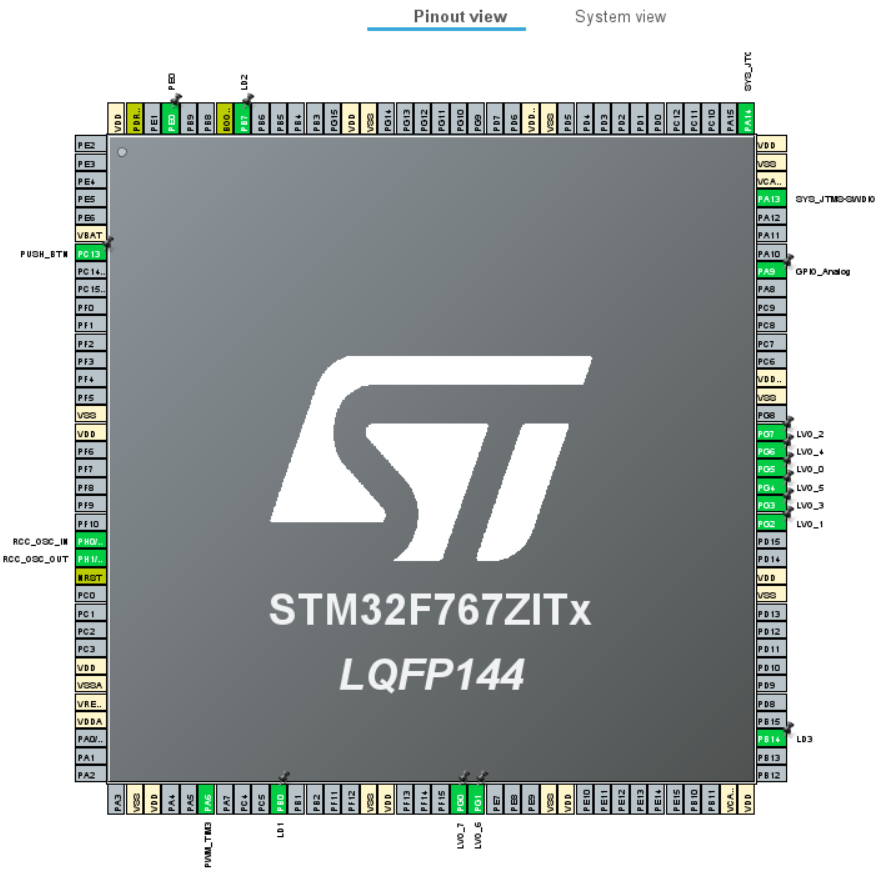 Pinout view
System view
SYS_JTC
PE0
LD2
VDD
PDR..
PE1
PE0
PB9
PB8
BOO..
PB7
PB6
PB5
PB4
PB3
PG15
VDD
VSS
PG14
PG13
PG12
PG11
PG10
PG9
PD7
PD6
VDD..
VSS
PD5
PD4
PD3
PD2
PD1
PD0
PC12
PC11
PC10
PA15
PA14
PE2
PE3
PE4
PE5
PE6
VBAT
PUSH_BTN PC13
PC14..
PC15..
PF0
PF1
PF2
PF3
PF4
PF5
VSS
VDD
PF6
PF7
PF8
PF9
PF10
RCC_OSC_IN PH0/..
RCC_OSC_OUT PH1/..
NRST
PC0
PC1
PC2
PC3
VDD
VSSA
VRE..
VDDA
PA0/..
PA1
PA2
STM32F767ZITx
LQFP144
VDD
VSS
VCA..
PA13 SYS_JTMS-SWDIO
PA12
PA11
PA10
PA9 GPIO_Analog
PA8
PC9
PC8
PC7
PC6
VDD..
VSS
PG8
PG7 LVO_2
PG6 LVO_4
PG5 LVO_0
PG4 LVO_5
PG3 LVO_3
PG2 LVO_1
PD15
PD14
VDD
VSS
PD13
PD12
PD11
PD10
PD9
PD8
PB15
PB14 LD3
PB13
PB12
PA3
VSS
VDD
PA4
PA5
PA6
PA7
PC4
PC5
PB0
PB1
PB2
PF11
PF12
VSS
VDD
PF13
PF14
PF15
PG0
PG1
PE7
PE8
PE9
VSS
VDD
PE10
PE11
PE12
PE13
PE14
PE15
PB10
PB11
VCA..
VDD
PWM_TIM3
LD1
LVO_7
LVO_6